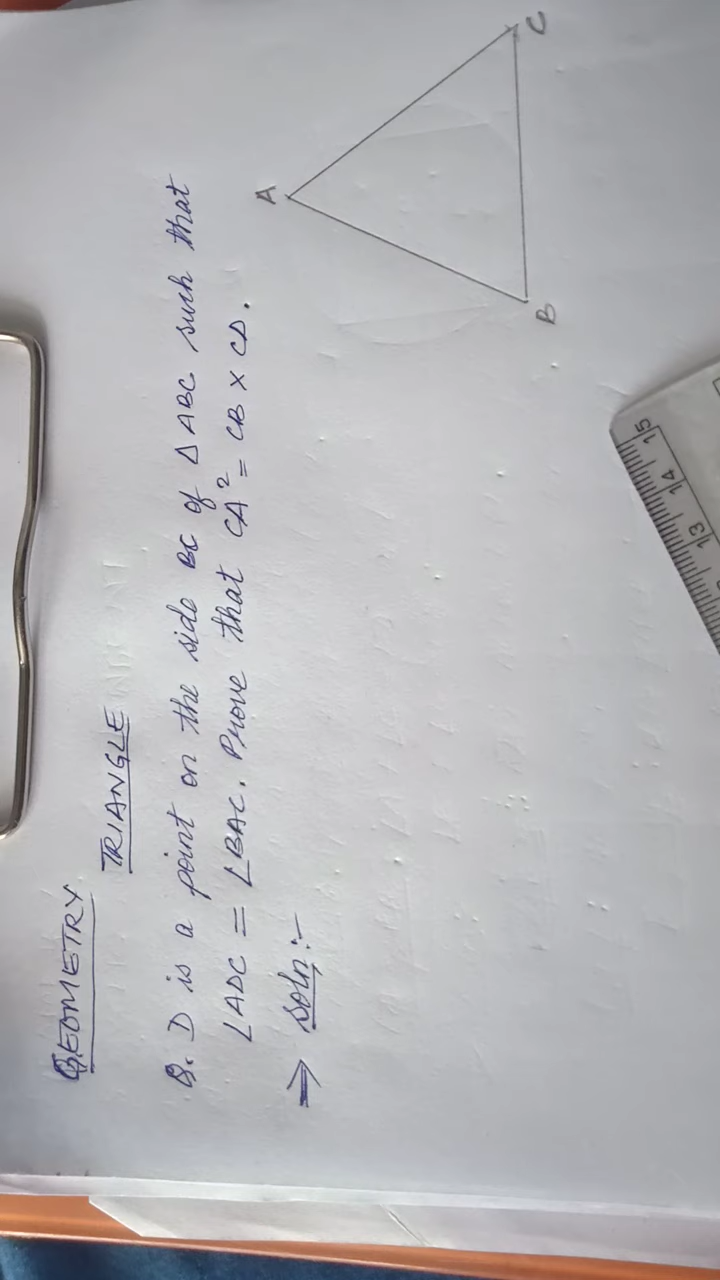 GEOMETRY
TRIANGLE
Q. D is a point on the side BC of Δ ABC such that
∠ADC = ∠BAC. Prove that CA² = CB × CD.
→ Soln:-
A
B
C
13 14 15